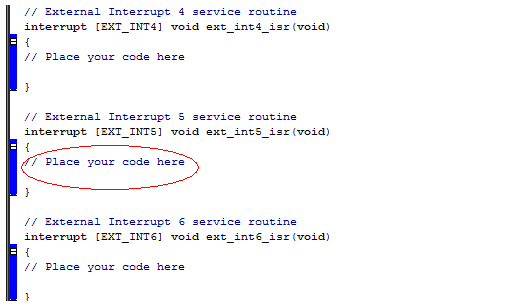 // External Interrupt 4 service routine
interrupt [EXT_INT4] void ext_int4_isr(void)
{
// Place your code here
}
// External Interrupt 5 service routine
interrupt [EXT_INT5] void ext_int5_isr(void)
{
// Place your code here
}
// External Interrupt 6 service routine
interrupt [EXT_INT6] void ext_int6_isr(void)
{
// Place your code here
}